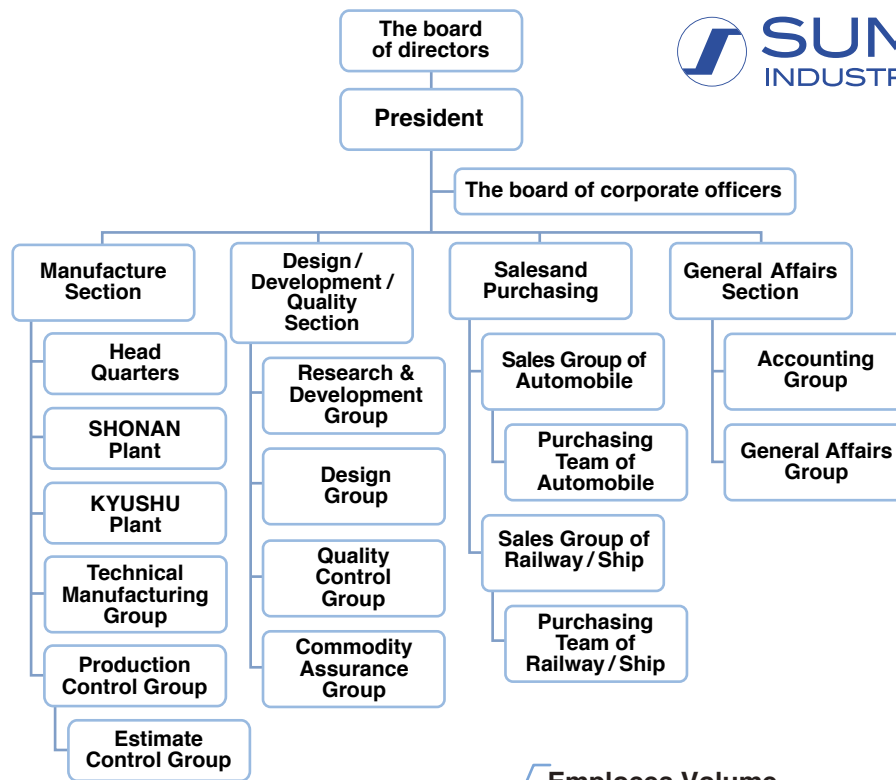 The board
of directors
SUN
INDUSTR
President
The board of corporate officers
Manufacture
Section
Head
Quarters
SHONAN
Plant
KYUSHU
Plant
Technical
Manufacturing
Group
Production
Control Group
Estimate
Control Group
Design /
Development /
Quality
Section
Research &
Development
Group
Design
Group
Quality
Control
Group
Commodity
Assurance
Group
Salesand
Purchasing
Sales Group of
Automobile
Purchasing
Team of
Automobile
Sales Group of
Railway / Ship
Purchasing
Team of
Railway / Ship
General Affairs
Section
Accounting
Group
General Affairs
Group
Volume